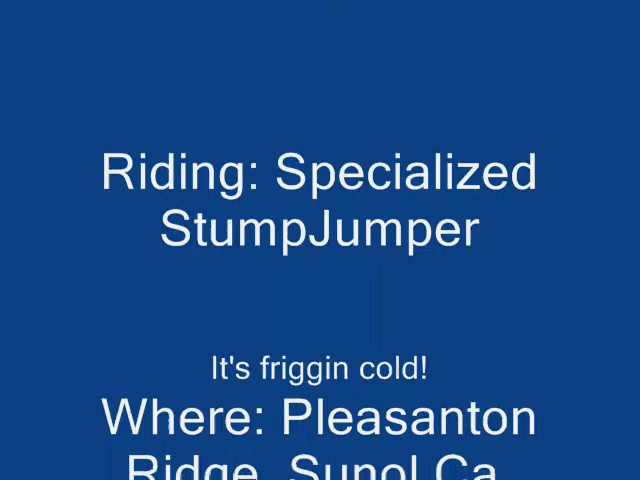 Riding: Specialized
StumpJumper
It's friggin cold!
Where: Pleasanton
Ridge, Sunol Ca.